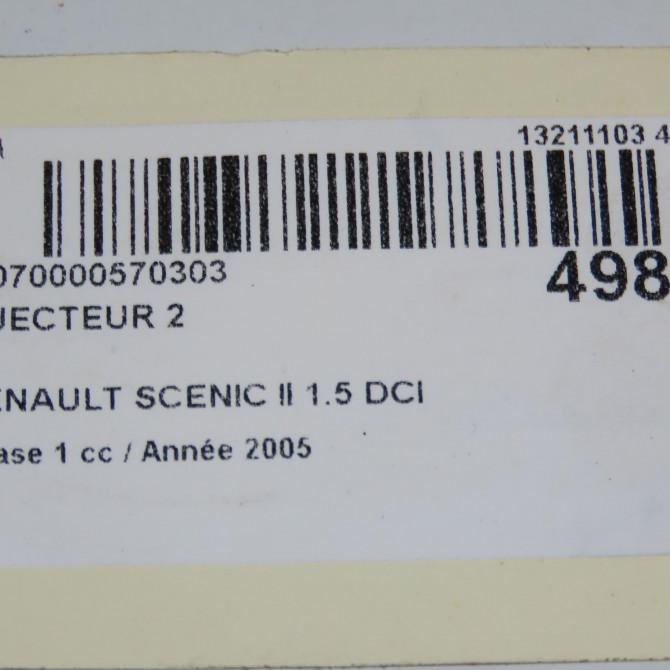 13211103 4
070000570303
498
JECTEUR 2
ENAULT SCENIC II 1.5 DCI
ase 1 cc / Année 2005